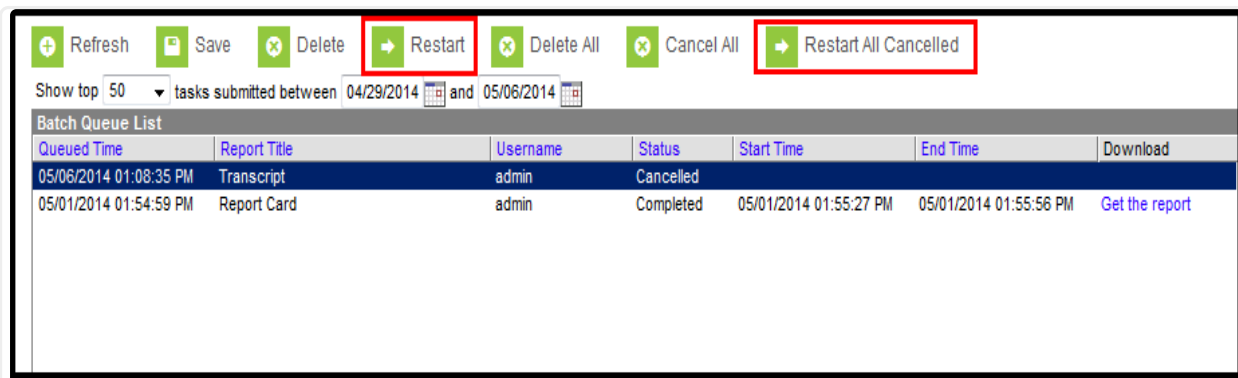 Refresh Save Delete Restart Delete All Cancel All Restart All Cancelled
Show top 50 tasks submitted between 04/29/2014 and 05/06/2014
Batch Queue List
Queued Time Report Title Username Status Start Time End Time Download
05/06/2014 01:08:35 PM Transcript admin Cancelled
05/01/2014 01:54:59 PM Report Card admin Completed 05/01/2014 01:55:27 PM 05/01/2014 01:55:56 PM Get the report